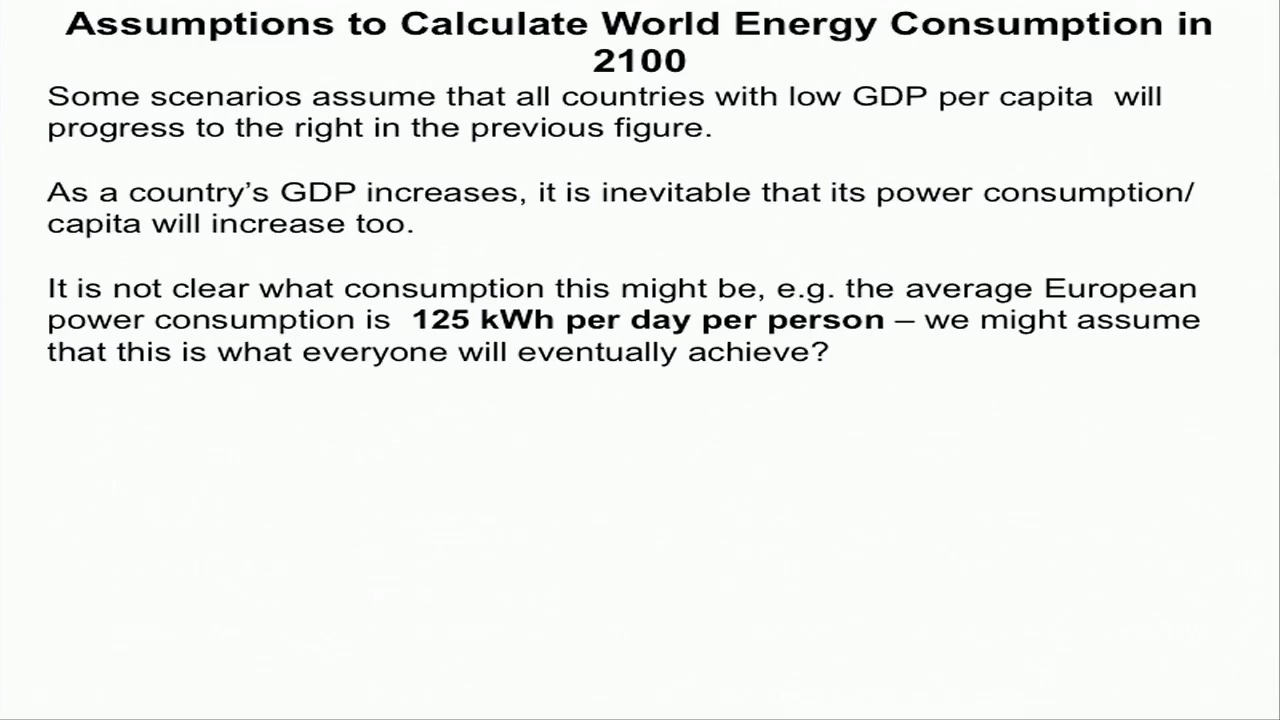 Assumptions to Calculate World Energy Consumption in
2100
Some scenarios assume that all countries with low GDP per capita  will
progress to the right in the previous figure.
As a country’s GDP increases, it is inevitable that its power consumption/
capita will increase too.
It is not clear what consumption this might be, e.g. the average European
power consumption is  125 kWh per day per person – we might assume
that this is what everyone will eventually achieve?